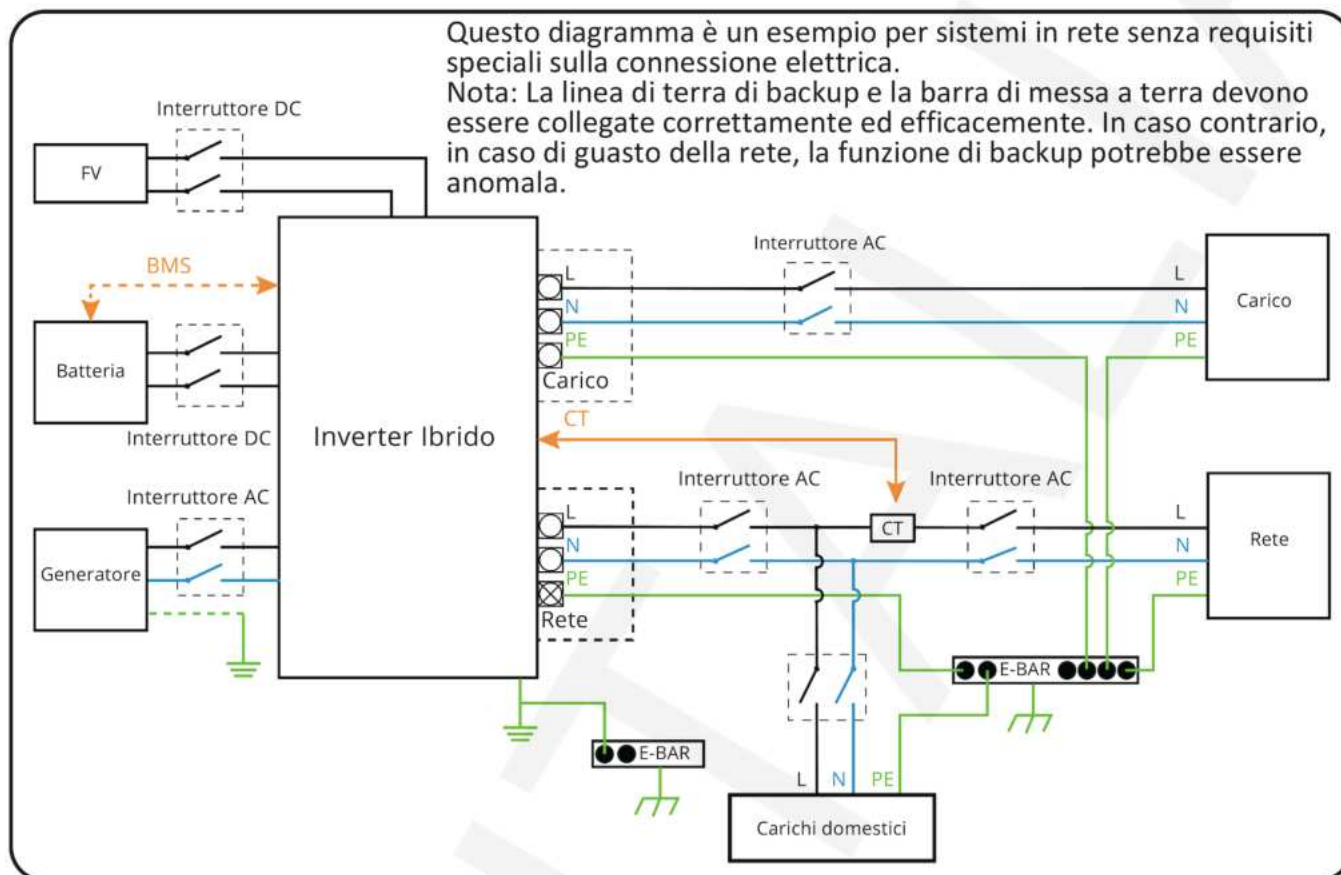 Questo diagramma è un esempio per sistemi in rete senza requisiti
speciali sulla connessione elettrica.
Nota: La linea di terra di backup e la barra di messa a terra devono
essere collegate correttamente ed efficacemente. In caso contrario,
in caso di guasto della rete, la funzione di backup potrebbe essere
anomala.
Interruttore DC
FV
BMS
Batteria
Interruttore DC
Interruttore AC
Generatore
Inverter Ibrido
L
N
PE
Carico
Interruttore AC
L
N
PE
Carico
CT
Interruttore AC
Interruttore AC
L
N
PE
Rete
CT
L
N
PE
Rete
E-BAR
E-BAR
L
N
PE
Carichi domestici